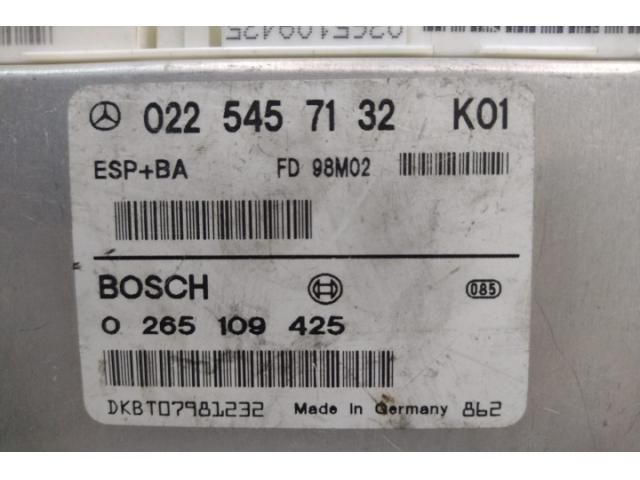 0265109425
022 545 71 32 K01
ESP+BA FD 98M02
BOSCH 085
0 265 109 425
DKBT07981232 Made In Germany 862